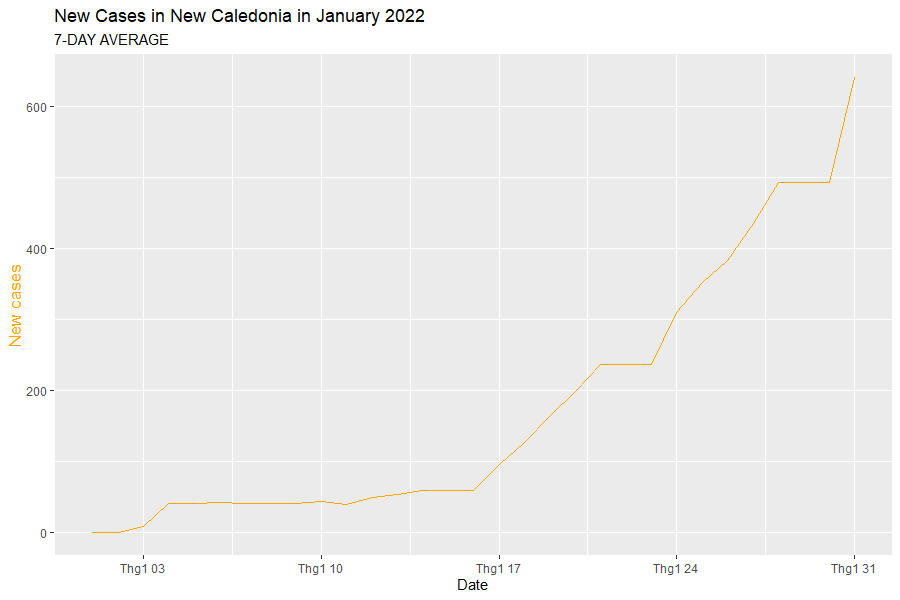 New Cases in New Caledonia in January 2022
7-DAY AVERAGE
600
400
200
0
New cases
Thg1 03
Thg1 10
Thg1 17
Thg1 24
Thg1 31
Date